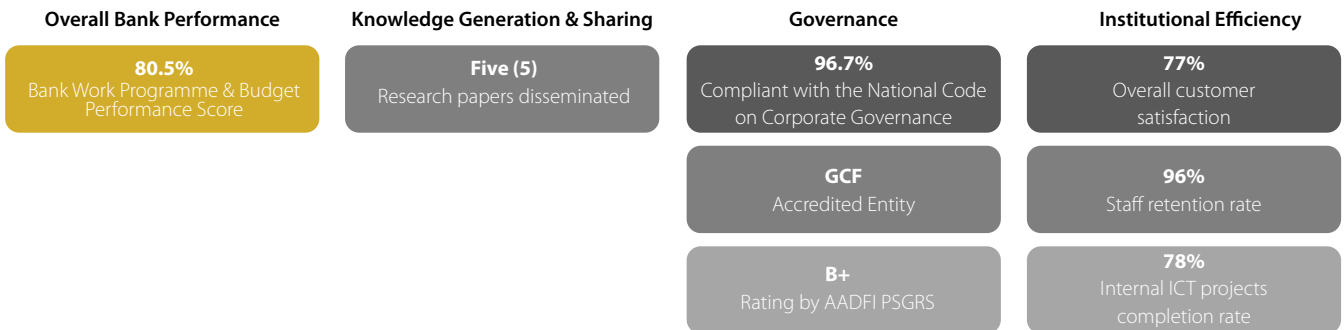 Overall Bank Performance
80.5%
Bank Work Programme & Budget
Performance Score
Knowledge Generation & Sharing
Five (5)
Research papers disseminated
Governance
96.7%
Compliant with the National Code
on Corporate Governance
GCF
Accredited Entity
B+
Rating by AADFI PSGRS
Institutional Efficiency
77%
Overall customer
satisfaction
96%
Staff retention rate
78%
Internal ICT projects
completion rate